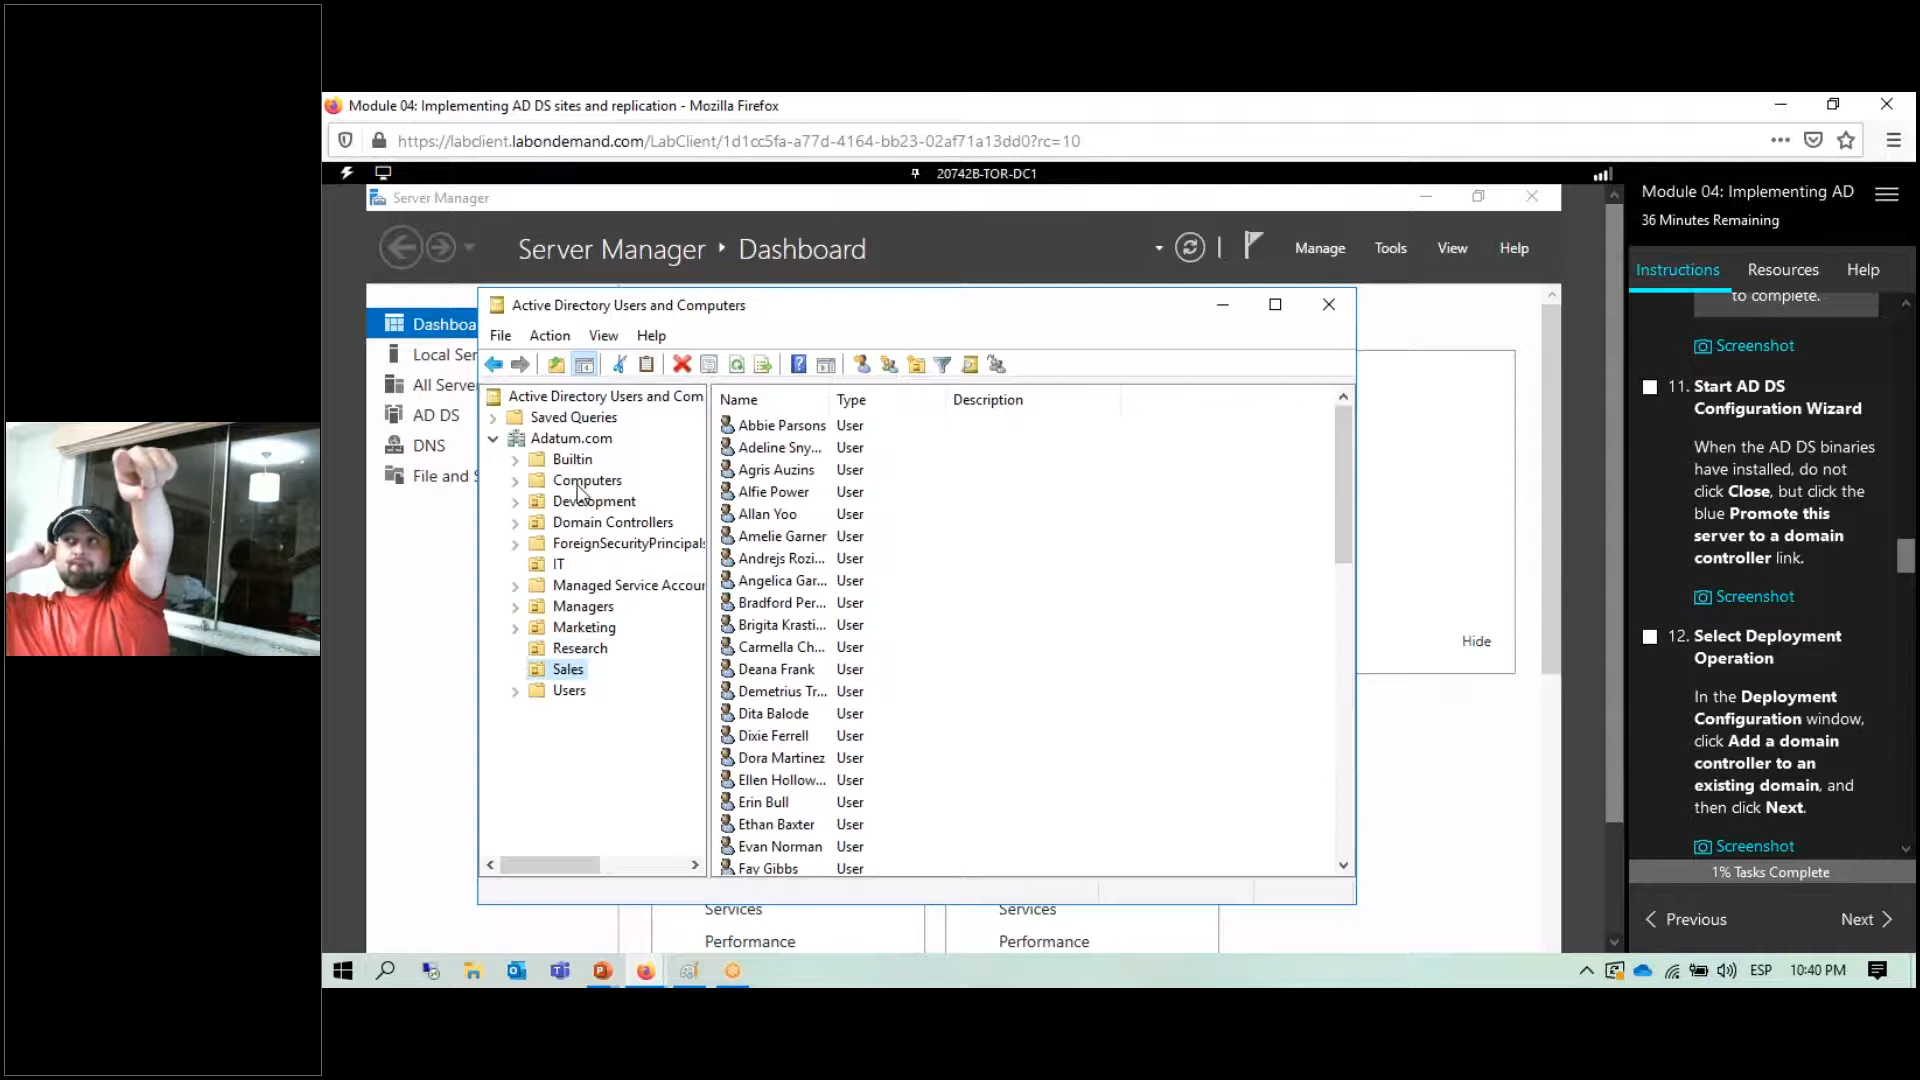 Module 04: Implementing AD DS sites and replication - Mozilla Firefox
https://labclient.labondemand.com/LabClient/1d1cc5fa-a77d-4164-bb23-02af71a13dd0?rc=10
20742B-TOR-DC1
Server Manager
Server Manager
Dashboard
Manage
Tools
View
Help
Dashboa
Local Ser
All Serve
AD DS
DNS
File and S
Active Directory Users and Computers
File
Action
View
Help
Active Directory Users and Com
Saved Queries
Adatum.com
Builtin
Computers
Development
Domain Controllers
ForeignSecurityPrincipals
IT
Managed Service Accour
Managers
Marketing
Research
Sales
Users
Name
Type
Description
Abbie Parsons User
Adeline Sny... User
Agris Auzins User
Alfie Power User
Allan Yoo User
Amelie Garner User
Andrejs Rozi... User
Angelica Gar... User
Bradford Per... User
Brigita Krasti... User
Carmella Ch... User
Deana Frank User
Demetrius Tr... User
Dita Balode User
Dixie Ferrell User
Dora Martinez User
Ellen Hollow... User
Erin Bull User
Ethan Baxter User
Evan Norman User
Fay Gibbs User
Hide
Services
Performance
Services
Performance
Module 04: Implementing AD
36 Minutes Remaining
Instructions
Resources
Help
to complete.
Screenshot
11. Start AD DS
Configuration Wizard
When the AD DS binaries
have installed, do not
click Close, but click the
blue Promote this
server to a domain
controller link.
Screenshot
12. Select Deployment
Operation
In the Deployment
Configuration window,
click Add a domain
controller to an
existing domain, and
then click Next.
Screenshot
1% Tasks Complete
Previous
Next
ESP
10:40 PM